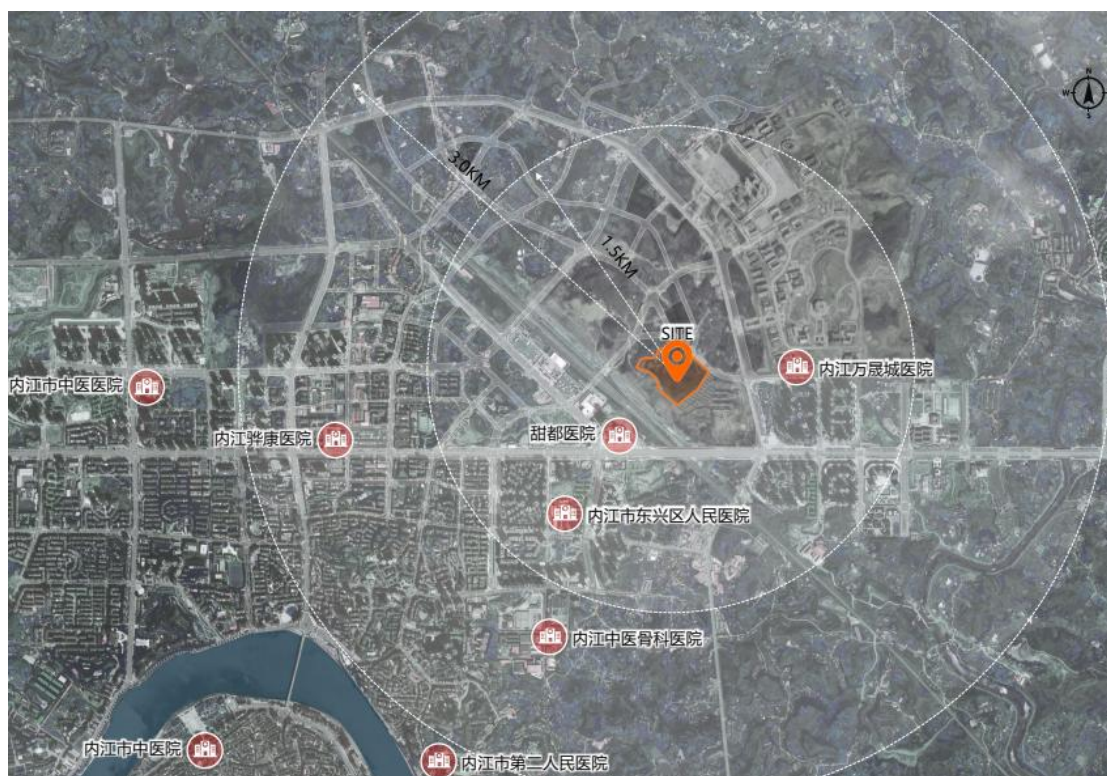 N
W E
S
3.0KM
1.5KM
SITE
内江万晟城医院
内江市中医医院
内江骅康医院
甜都医院
内江市东兴区人民医院
内江中医骨科医院
内江市中医院
内江市第二人民医院